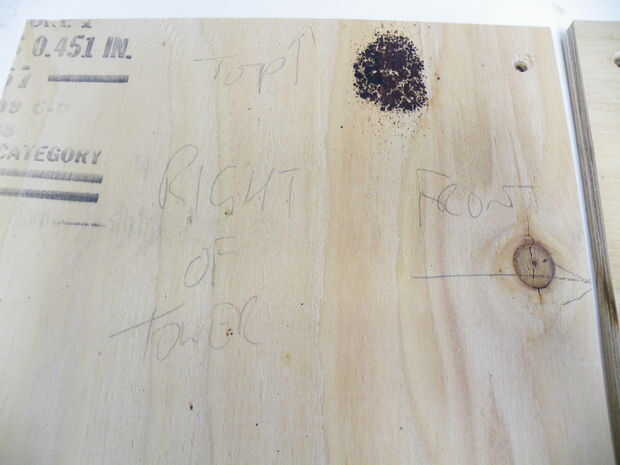 0.451 IN.
CATEGORY
Top↑
RIGHT
OF
TOWER
FRONT